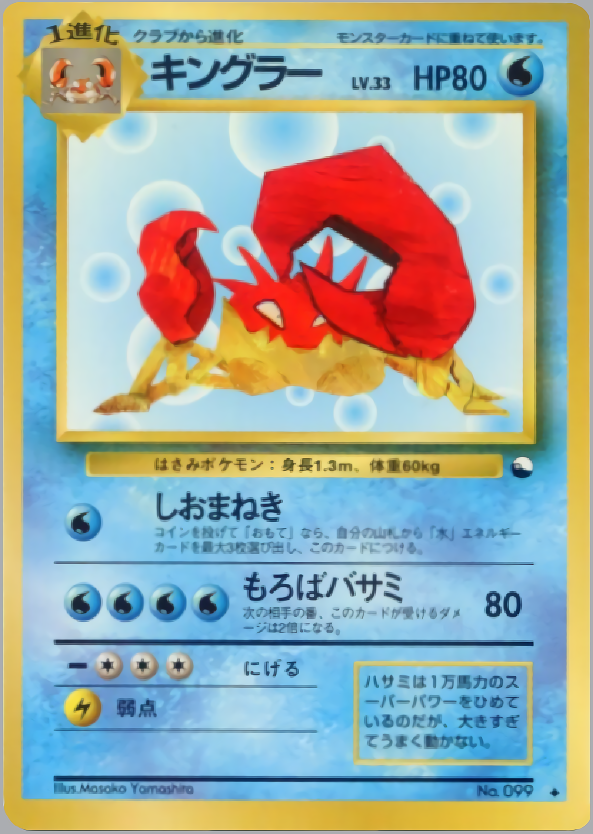 1進化 クラブから進化 モンスターカードに重ねて使います。
キングラー LV.33 HP80
はさみポケモン：身長1.3m、体重60kg
しおまねき
コインを投げて「おもて」なら、自分の山札から「水」エネルギー
カードを最大3枚選び出し、このカードにつける。
もろはバサミ 80
次の相手の番、このカードが受けるダメ
ージは2倍になる。
ー にげる
弱点
ハサミは1万馬力のス
ーパーパワーをひめて
いるのだが、大きすぎ
てうまく動かない。
Illus.Masako Yamashita No. 099